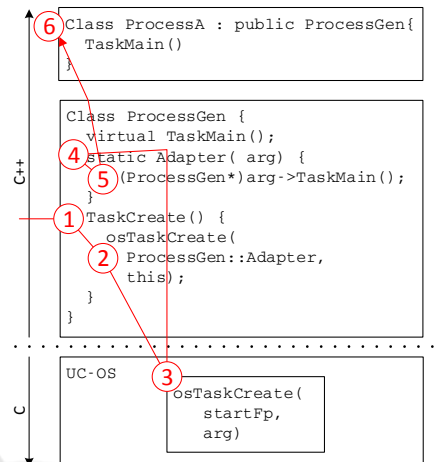 6
Class ProcessA : public ProcessGen{
TaskMain()
}
C++
Class ProcessGen {
virtual TaskMain();
4
static Adapter( arg) {
5
(ProcessGen*)arg->TaskMain();
}
1
TaskCreate() {
osTaskCreate(
2
ProcessGen::Adapter,
this);
}
}
C
UC-OS
3
osTaskCreate(
startFp,
arg)